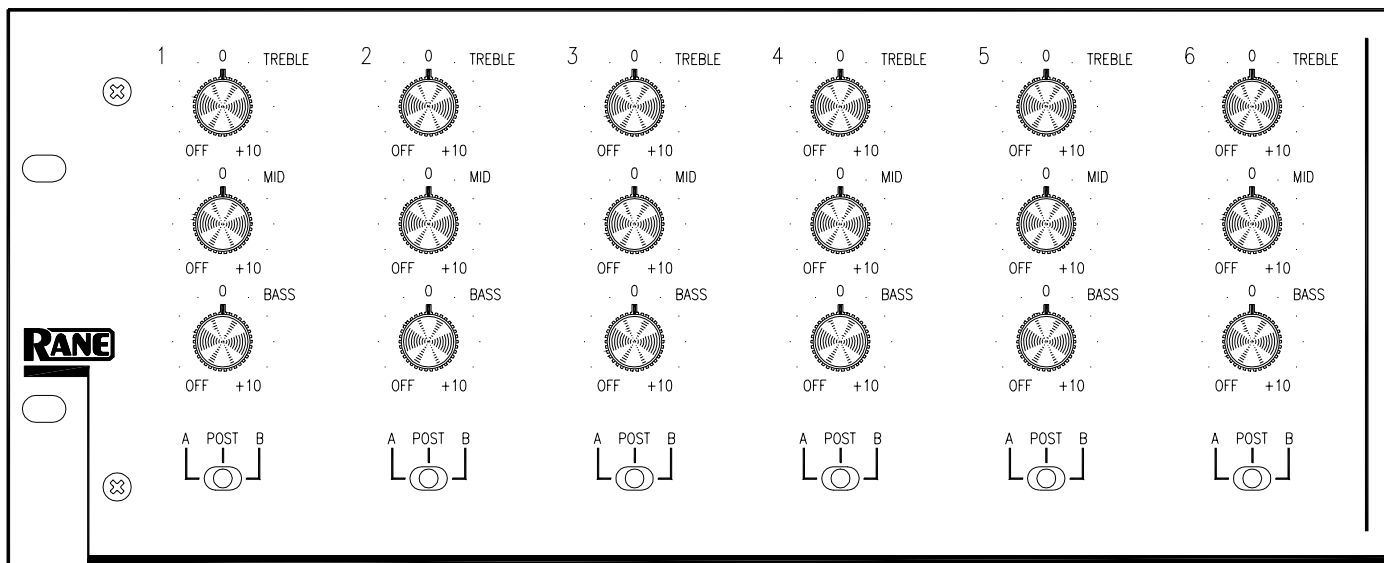 1 0 TREBLE 2 0 TREBLE 3 0 TREBLE 4 0 TREBLE 5 0 TREBLE 6 0 TREBLE
OFF +10 OFF +10 OFF +10 OFF +10 OFF +10 OFF +10
0 MID 0 MID 0 MID 0 MID 0 MID 0 MID
OFF +10 OFF +10 OFF +10 OFF +10 OFF +10 OFF +10
0 BASS 0 BASS 0 BASS 0 BASS 0 BASS 0 BASS
RANE
OFF +10 OFF +10 OFF +10 OFF +10 OFF +10 OFF +10
A POST B A POST B A POST B A POST B A POST B A POST B